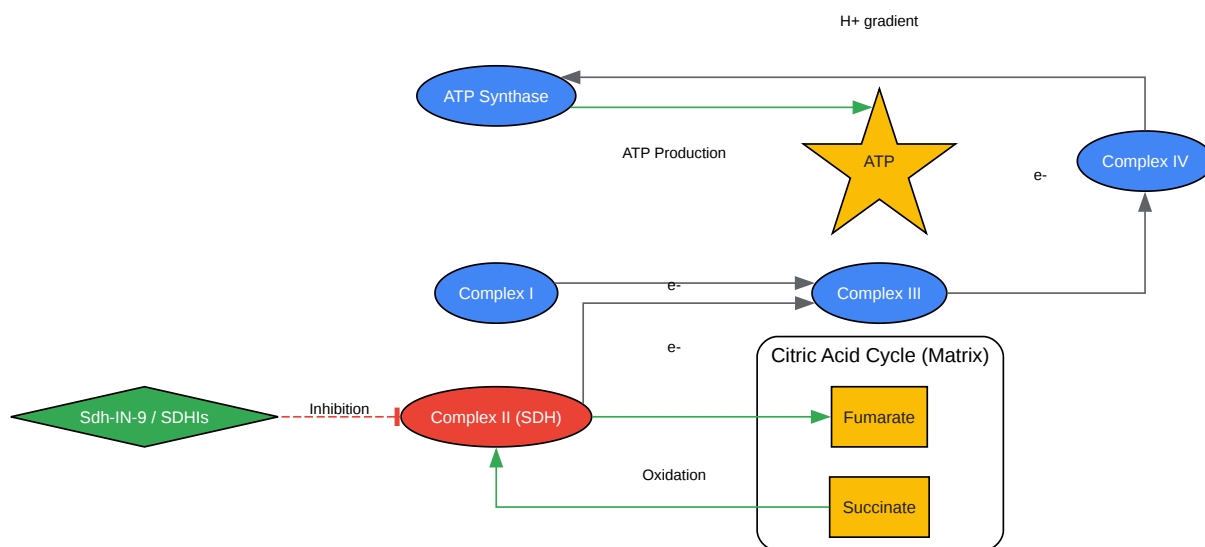 H+ gradient
ATP Synthase
ATP Production
ATP
Complex IV
e-
Complex I
e-
Complex III
e-
Citric Acid Cycle (Matrix)
Sdh-IN-9 / SDHIs
Inhibition
Complex II (SDH)
Fumarate
Oxidation
Succinate